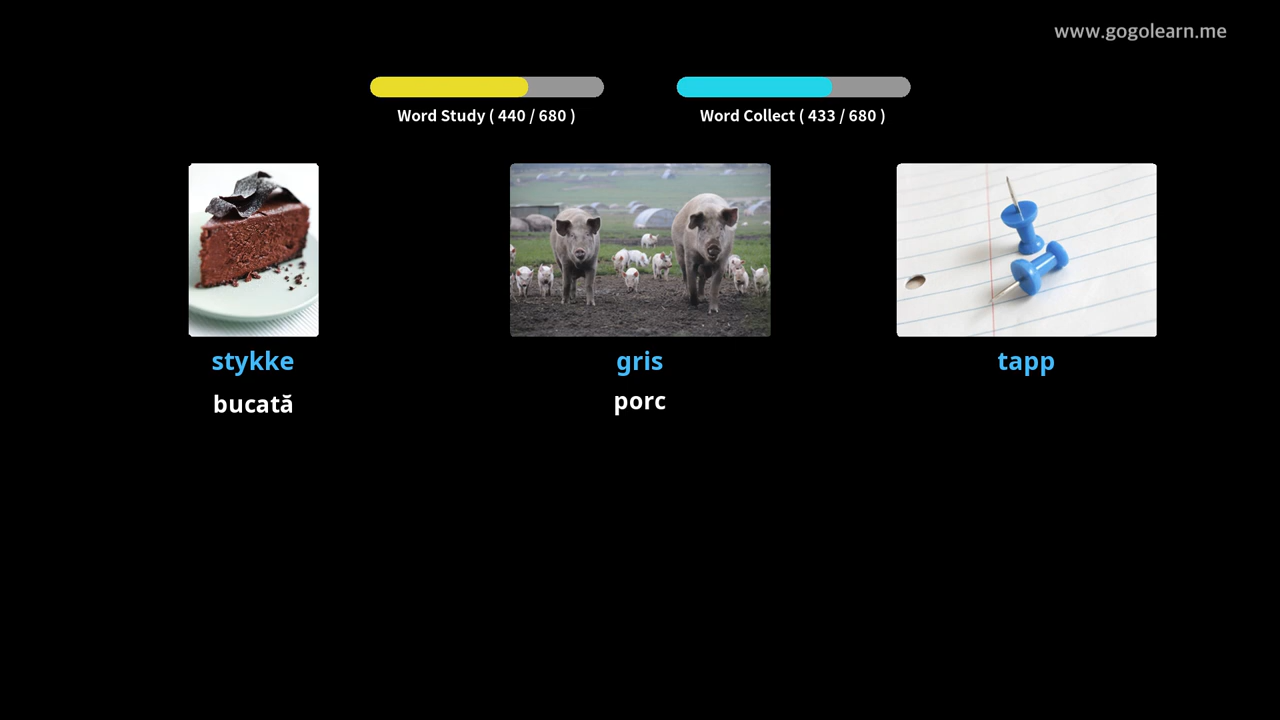 www.gogolearn.me
Word Study ( 440 / 680 )
Word Collect ( 433 / 680 )
stykke
bucată
gris
porc
tapp